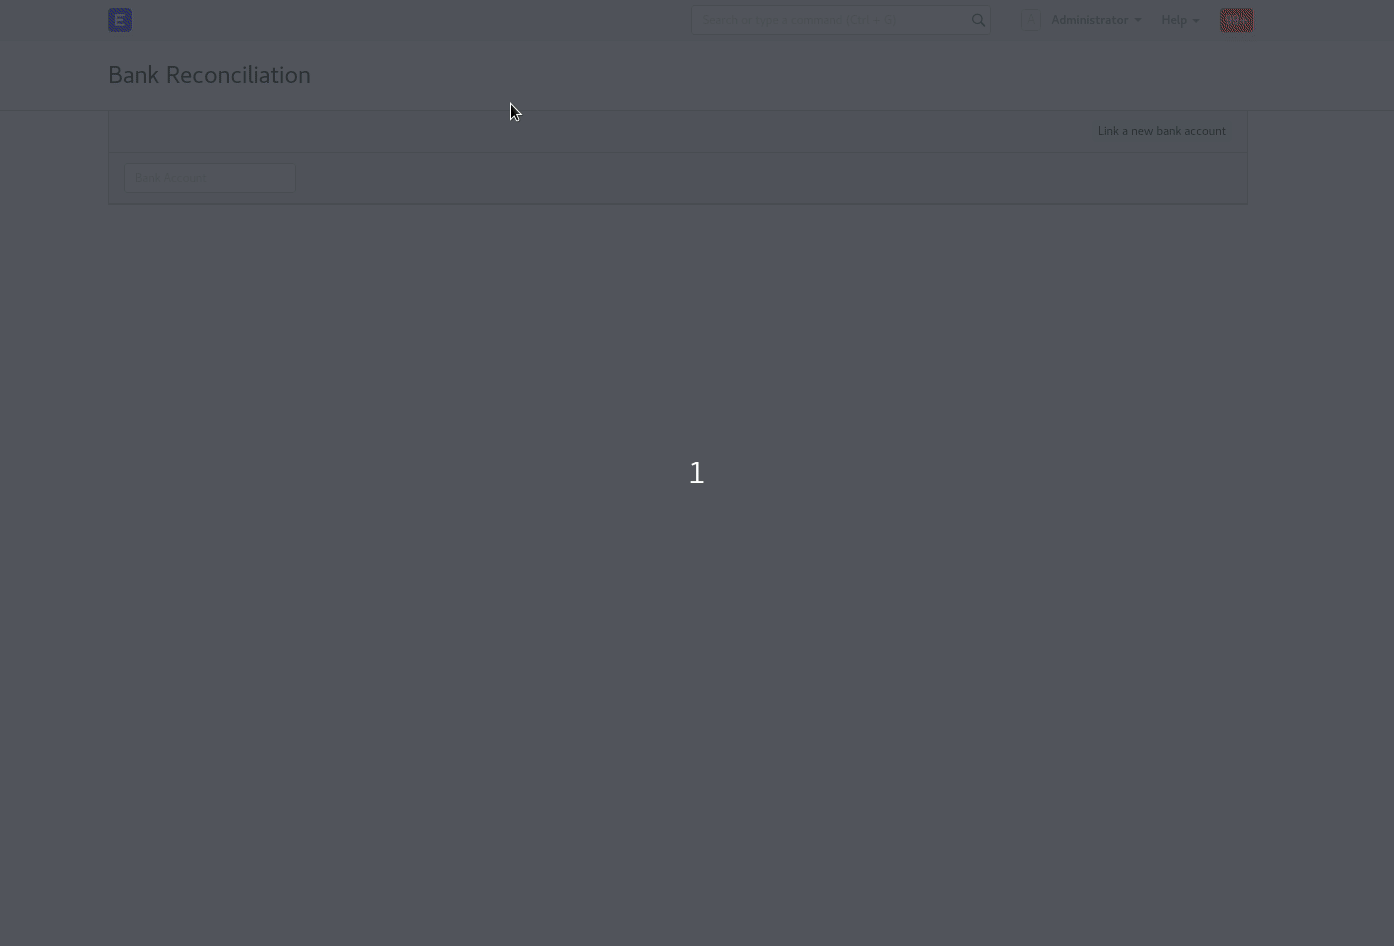 E
Search or type a command (Ctrl + G)
Administrator
Help
Bank Reconciliation
Link a new bank account
Bank Account
1